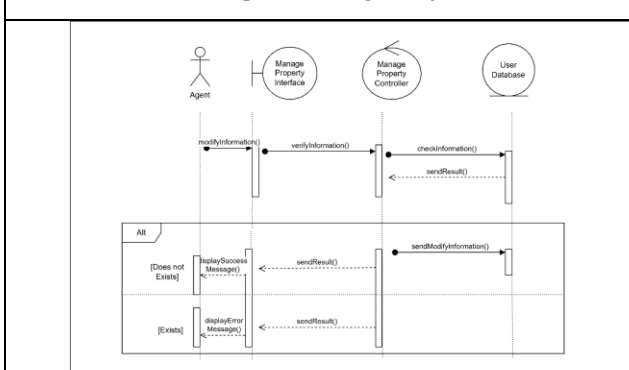 Manage
Property
Interface
Manage
Property
Controller
User
Database
Agent
modifyInformation()
verifyInformation()
checkInformation()
sendResult()
Alt
sendModifyInformation()
[Does not
Exists]
displaySuccess
Message()
sendResult()
[Exists]
displayError
Message()
sendResult()